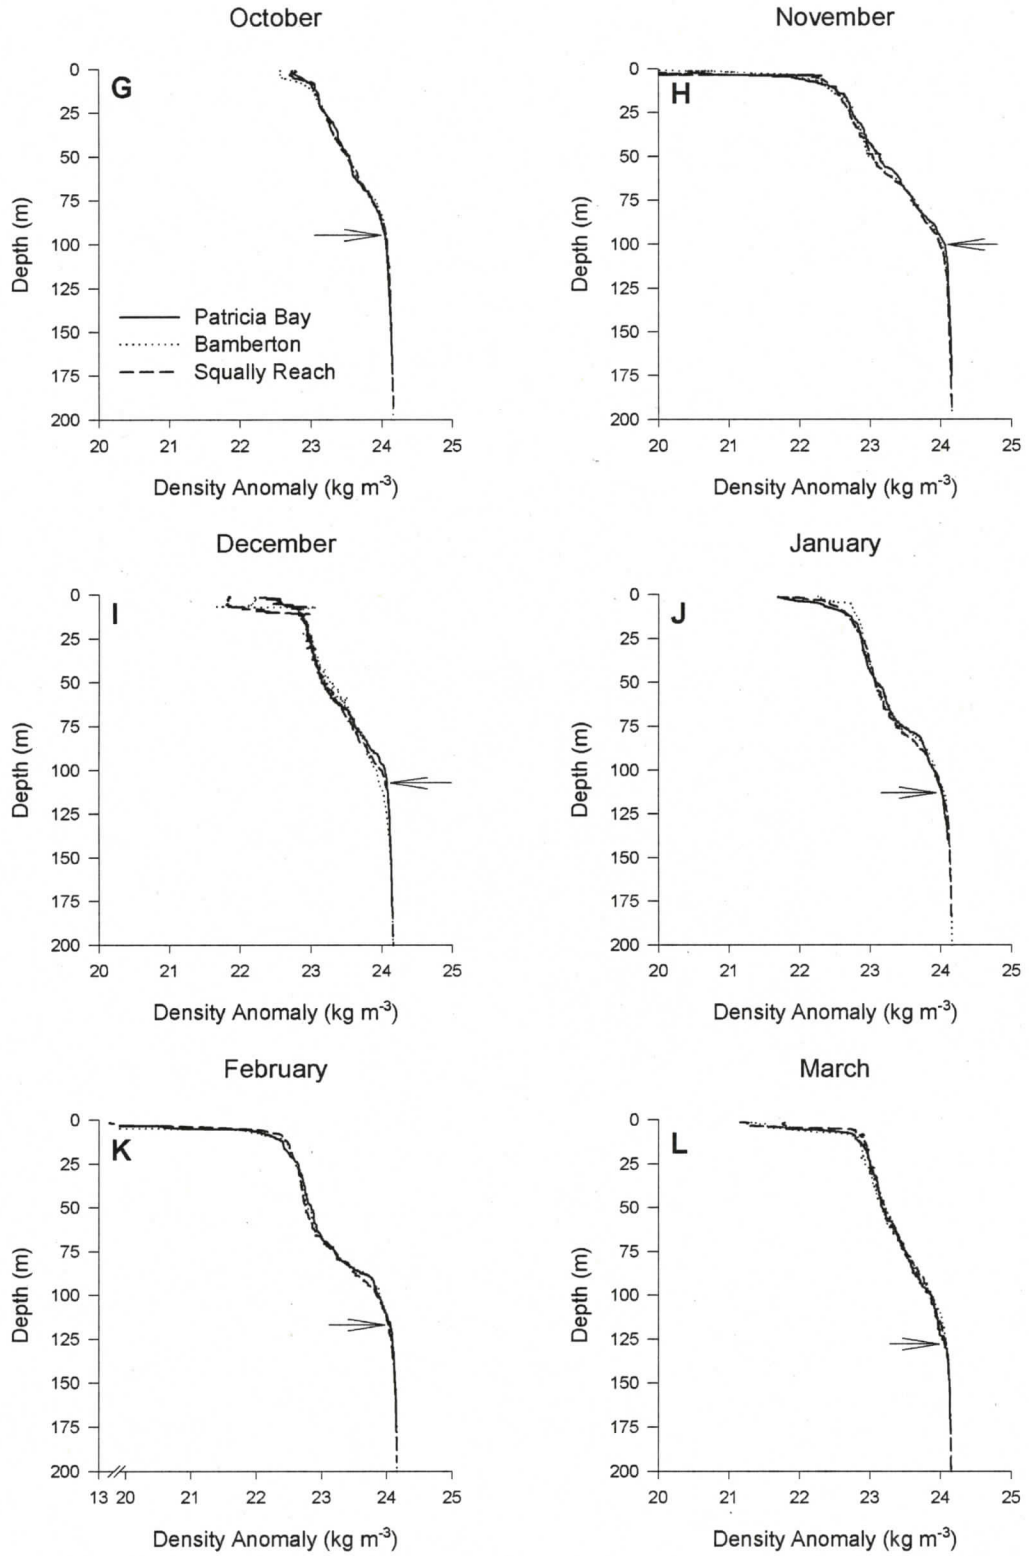 October
November
0
25
50
75
100
125
150
175
200
Depth (m)
G
Patricia Bay
Bamberton
Squally Reach
20 21 22 23 24 25
Density Anomaly (kg m⁻³)
0
25
50
75
100
125
150
175
200
Depth (m)
H
20 21 22 23 24 25
Density Anomaly (kg m⁻³)
December
January
0
25
50
75
100
125
150
175
200
Depth (m)
I
20 21 22 23 24 25
Density Anomaly (kg m⁻³)
0
25
50
75
100
125
150
175
200
Depth (m)
J
20 21 22 23 24 25
Density Anomaly (kg m⁻³)
February
March
0
25
50
75
100
125
150
175
200
Depth (m)
K
13 20 21 22 23 24 25
Density Anomaly (kg m⁻³)
0
25
50
75
100
125
150
175
200
Depth (m)
L
20 21 22 23 24 25
Density Anomaly (kg m⁻³)